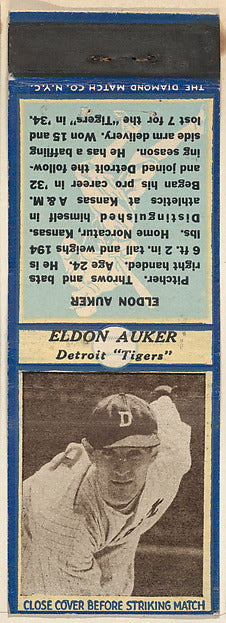 THE DIAMOND MATCH CO. N.Y.C.
ELDON AUKER
Pitcher. Throws and bats
right handed. Age 24. He is
6 ft. 2 in. tall and weighs 194
lbs. Home Norcatur, Kansas.
Distinguished himself in
athletics at Kansas A. & M.
Began his pro career in '32
and joined Detroit the follow-
ing season. He has a baffling
side arm delivery. Won 15 and
lost 7 for the "Tigers" in '34.
ELDON AUKER
Detroit "Tigers"
D
CLOSE COVER BEFORE STRIKING MATCH